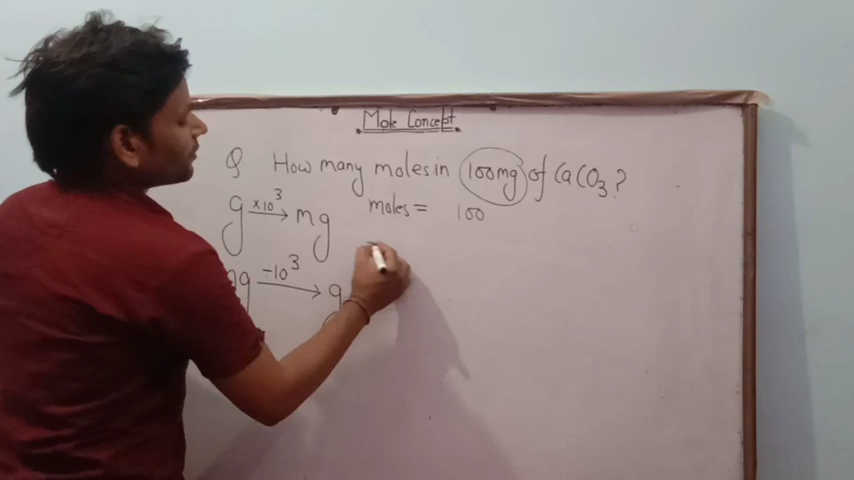 Mole Concept
Q How many moles in 100mg of CaCO3?
g ×10^3 → mg moles = 100
mg ÷10^3 → g